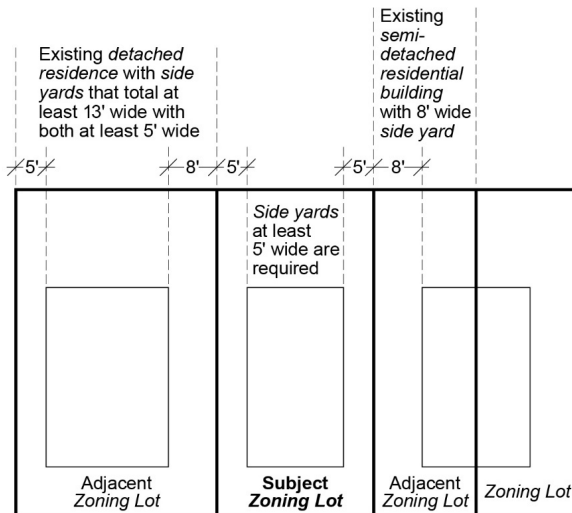 Existing detached
residence with side
yards that total at
least 13' wide with
both at least 5' wide
Existing
semi-
detached
residential
building
with 8' wide
side yard
5'
8'
5'
5'
8'
Side yards
at least
5' wide are
required
Adjacent
Zoning Lot
Subject
Zoning Lot
Adjacent
Zoning Lot
Zoning Lot